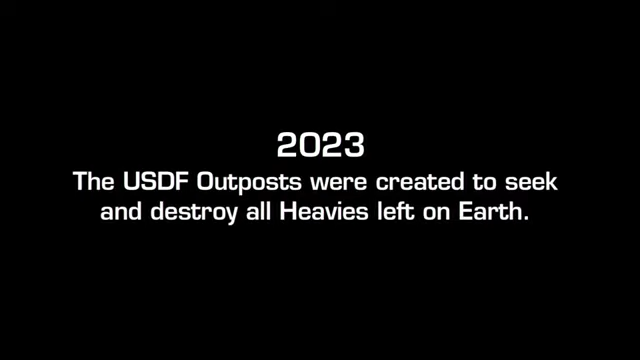 2023
The USDF Outposts were created to seek
and destroy all Heavies left on Earth.